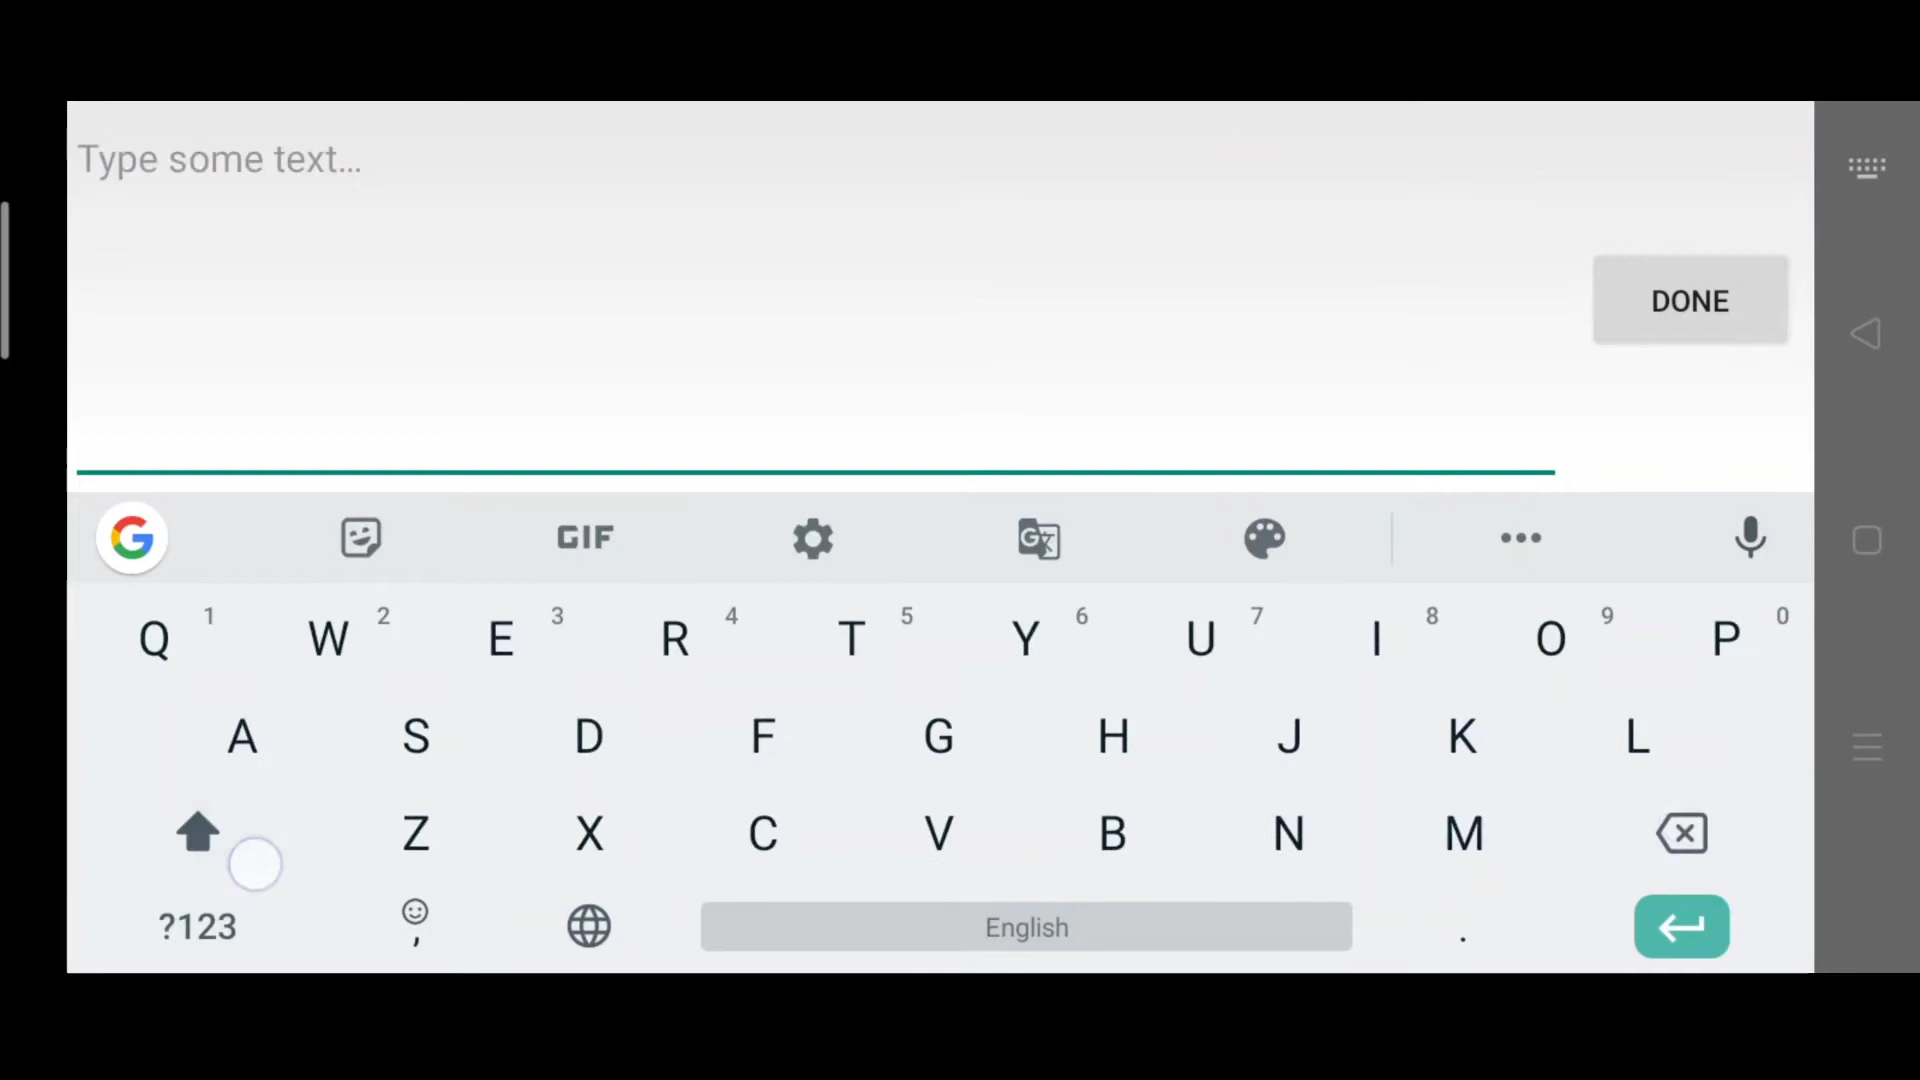 Type some text...
DONE
GIF
Q 1 W 2 E 3 R 4 T 5 Y 6 U 7 I 8 O 9 P 0
A S D F G H J K L
Z X C V B N M
?123 , English .